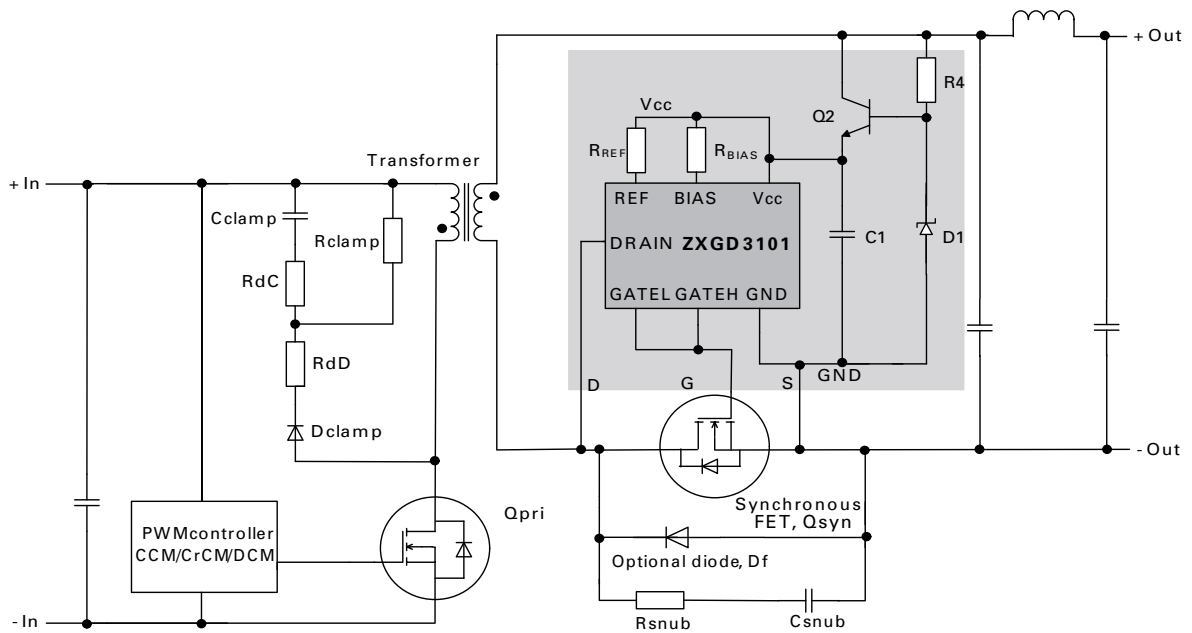 + Out
R4
Vcc
Q2
RREF
RBIAS
Transformer
+ In
REF BIAS Vcc
Cclamp
Rclamp
DRAIN ZXGD3101
C1
D1
RdC
GATEL GATEH GND
RdD
GND
D G S
Dclamp
- Out
Synchronous
FET, Qsyn
Qpri
PWMcontroller
CCM/CrCM/DCM
Optional diode, Df
- In
Rsnub
Csnub